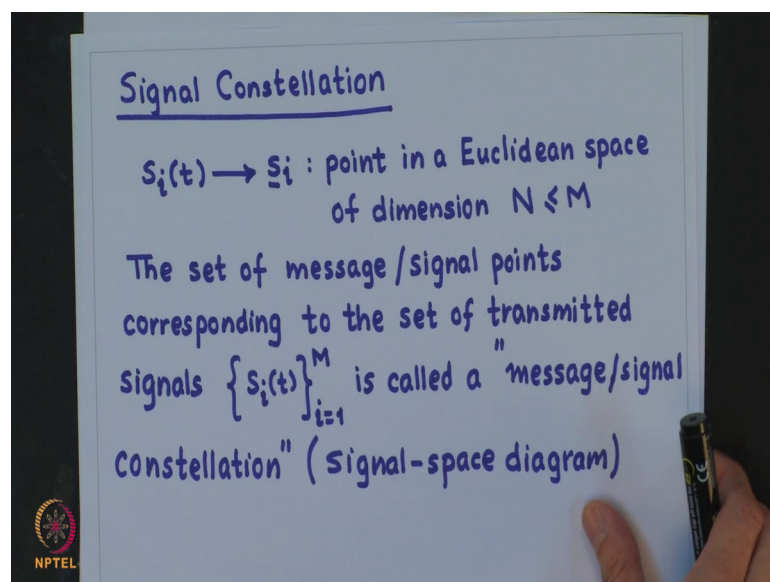 Signal Constellation
Sᵢ(t) → s̲ᵢ : point in a Euclidean space
of dimension N ≤ M
The set of message/signal points
corresponding to the set of transmitted
signals {Sᵢ(t)}ᴹᵢ₌₁ is called a "message/signal
constellation" (signal-space diagram)
NPTEL